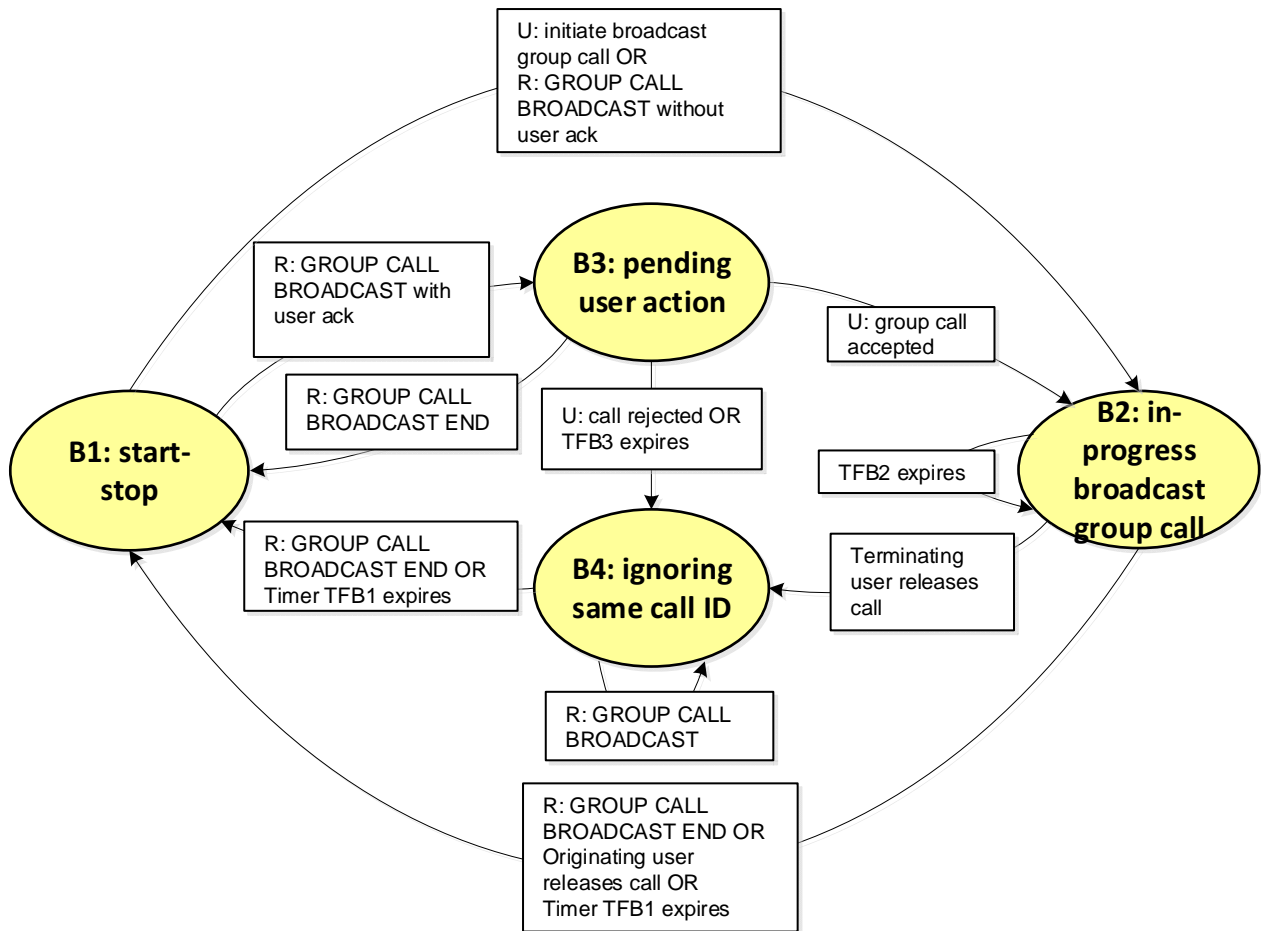 U: initiate broadcast
group call OR
R: GROUP CALL
BROADCAST without
user ack
B3: pending
user action
R: GROUP CALL
BROADCAST with
user ack
U: group call
accepted
R: GROUP CALL
BROADCAST END
U: call rejected OR
TFB3 expires
B1: start-
stop
B2: in-
progress
broadcast
group call
TFB2 expires
R: GROUP CALL
BROADCAST END OR
Timer TFB1 expires
B4: ignoring
same call ID
Terminating
user releases
call
R: GROUP CALL
BROADCAST
R: GROUP CALL
BROADCAST END OR
Originating user
releases call OR
Timer TFB1 expires